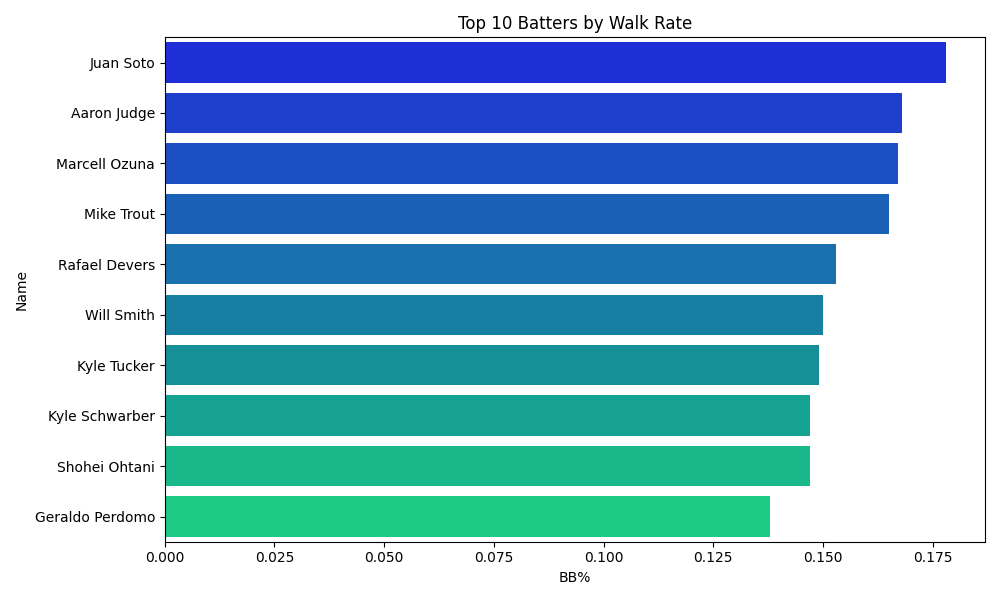 Top 10 Batters by Walk Rate
Juan Soto
Aaron Judge
Marcell Ozuna
Mike Trout
Rafael Devers
Will Smith
Kyle Tucker
Kyle Schwarber
Shohei Ohtani
Geraldo Perdomo
Name
0.000 0.025 0.050 0.075 0.100 0.125 0.150 0.175
BB%